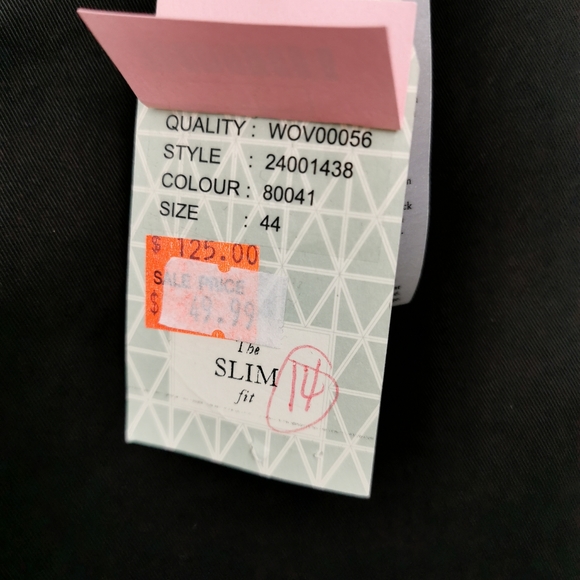 QUALITY : WOV00056
STYLE : 24001438
COLOUR : 80041
SIZE : 44
$ 125.00
SALE PRICE
$ 49.99
The
SLIM
fit
14